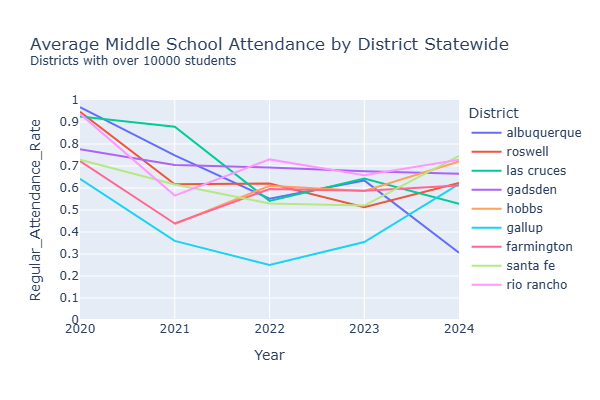 Average Middle School Attendance by District Statewide
Districts with over 10000 students
Regular_Attendance_Rate
1
0.9
0.8
0.7
0.6
0.5
0.4
0.3
0.2
0.1
0
2020 2021 2022 2023 2024
Year
District
albuquerque
roswell
las cruces
gadsden
hobbs
gallup
farmington
santa fe
rio rancho